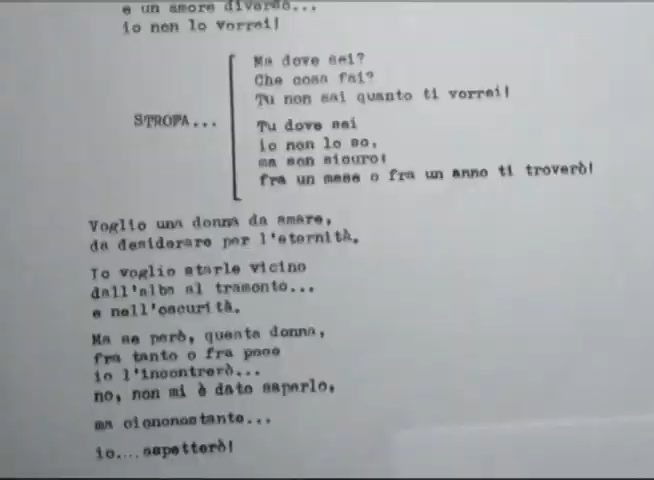 e un amore diverso...
io non lo vorrei!
Ma dove sei?
Che cosa fai?
Tu non sai quanto ti vorrei!
STROFA...
Tu dove sei
io non lo so,
ma son sicuro!
fra un mese o fra un anno ti troverò!
Voglio una donna da amare,
da desiderare per l'eternità.
Io voglio starle vicino
dall'alba al tramonto...
e nell'oscurità.
Ma se però, questa donna,
fra tanto o fra poco
io l'incontrerò...
no, non mi è dato saperlo,
ma ciononostante...
io....aspetterò!